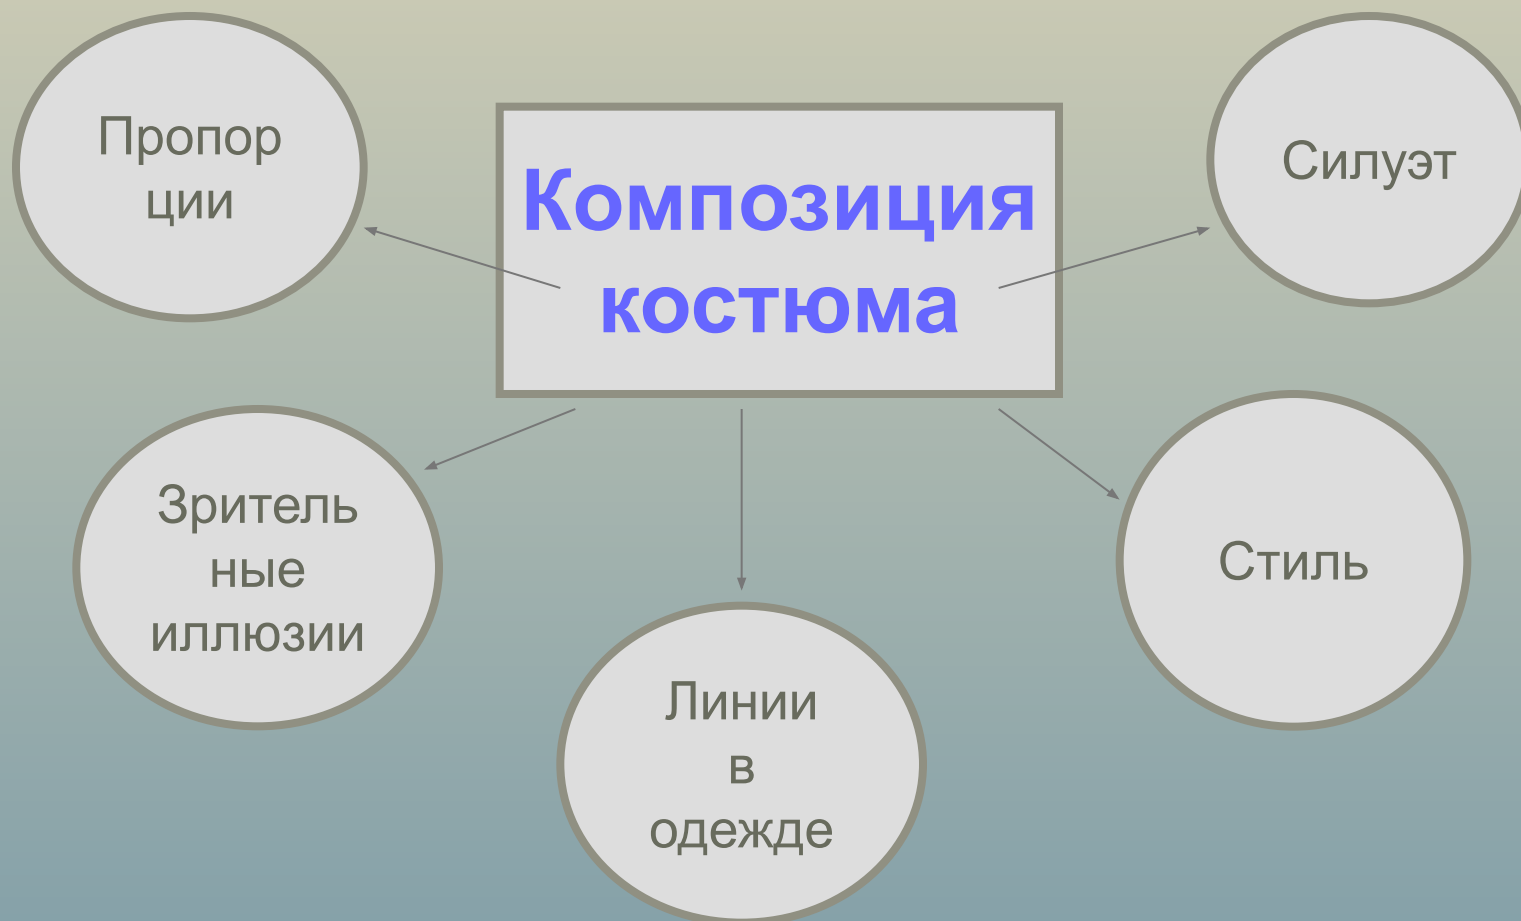 Пропор
ции
Композиция
костюма
Силуэт
Зритель
ные
иллюзии
Линии
в
одежде
Стиль